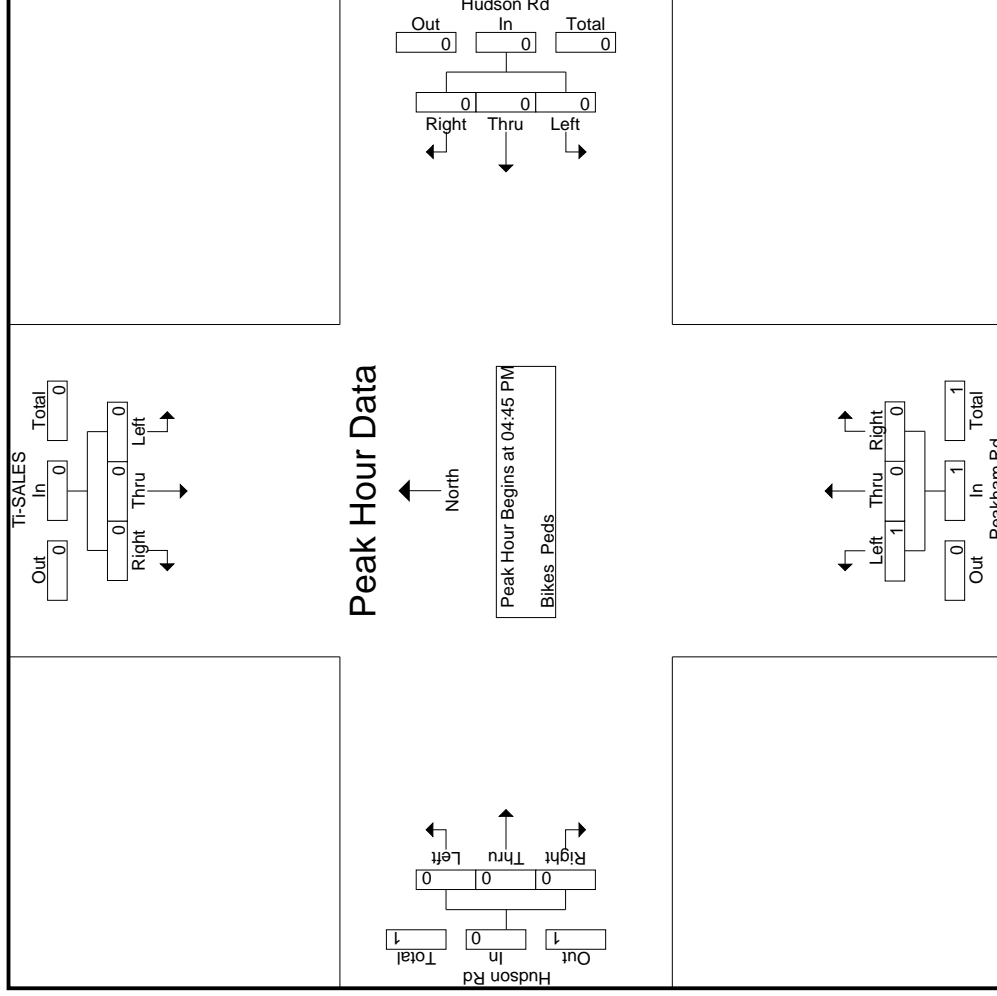 Hudson Rd
Out In Total
0 0 0
0 0 0
Right Thru Left
Ti-SALES
Out In Total
0 0 0
0 0 0
Right Thru Left
Peak Hour Data
North
Peak Hour Begins at 04:45 PM
Bikes Peds
Left Thru Right
1 0 0
0 1 1
Out In Total
Peakham Rd
Left Thru Right
0 0 0
1 0 1
Total In Out
Hudson Rd